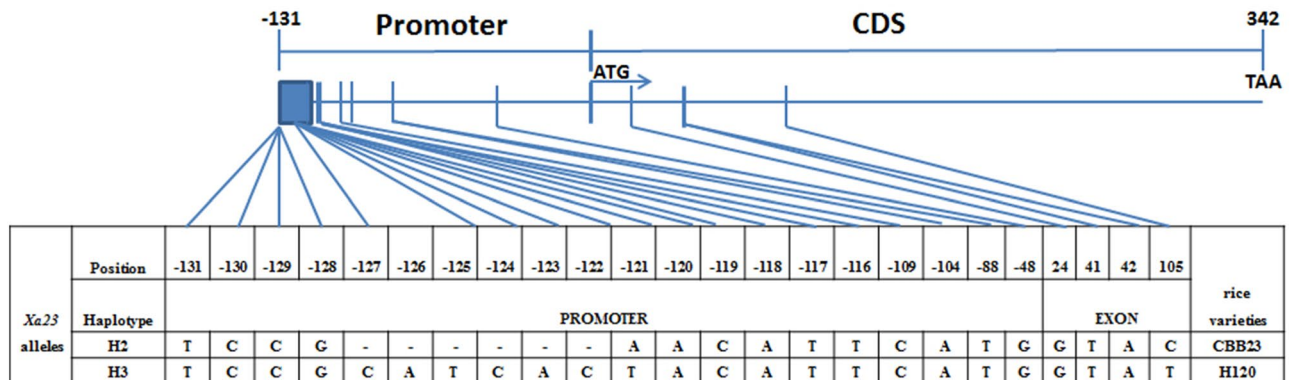 -131 Promoter CDS 342
ATG TAA
Position -131 -130 -129 -128 -127 -126 -125 -124 -123 -122 -121 -120 -119 -118 -117 -116 -109 -104 -88 -48 24 41 42 105
Xa23 alleles Haplotype PROMOTER EXON rice varieties
H2 T C C G - - - - - - A A C A T T C A T G G T A C CBB23
H3 T C C G C A T C A C T A C A T T C A T G G T A T H120